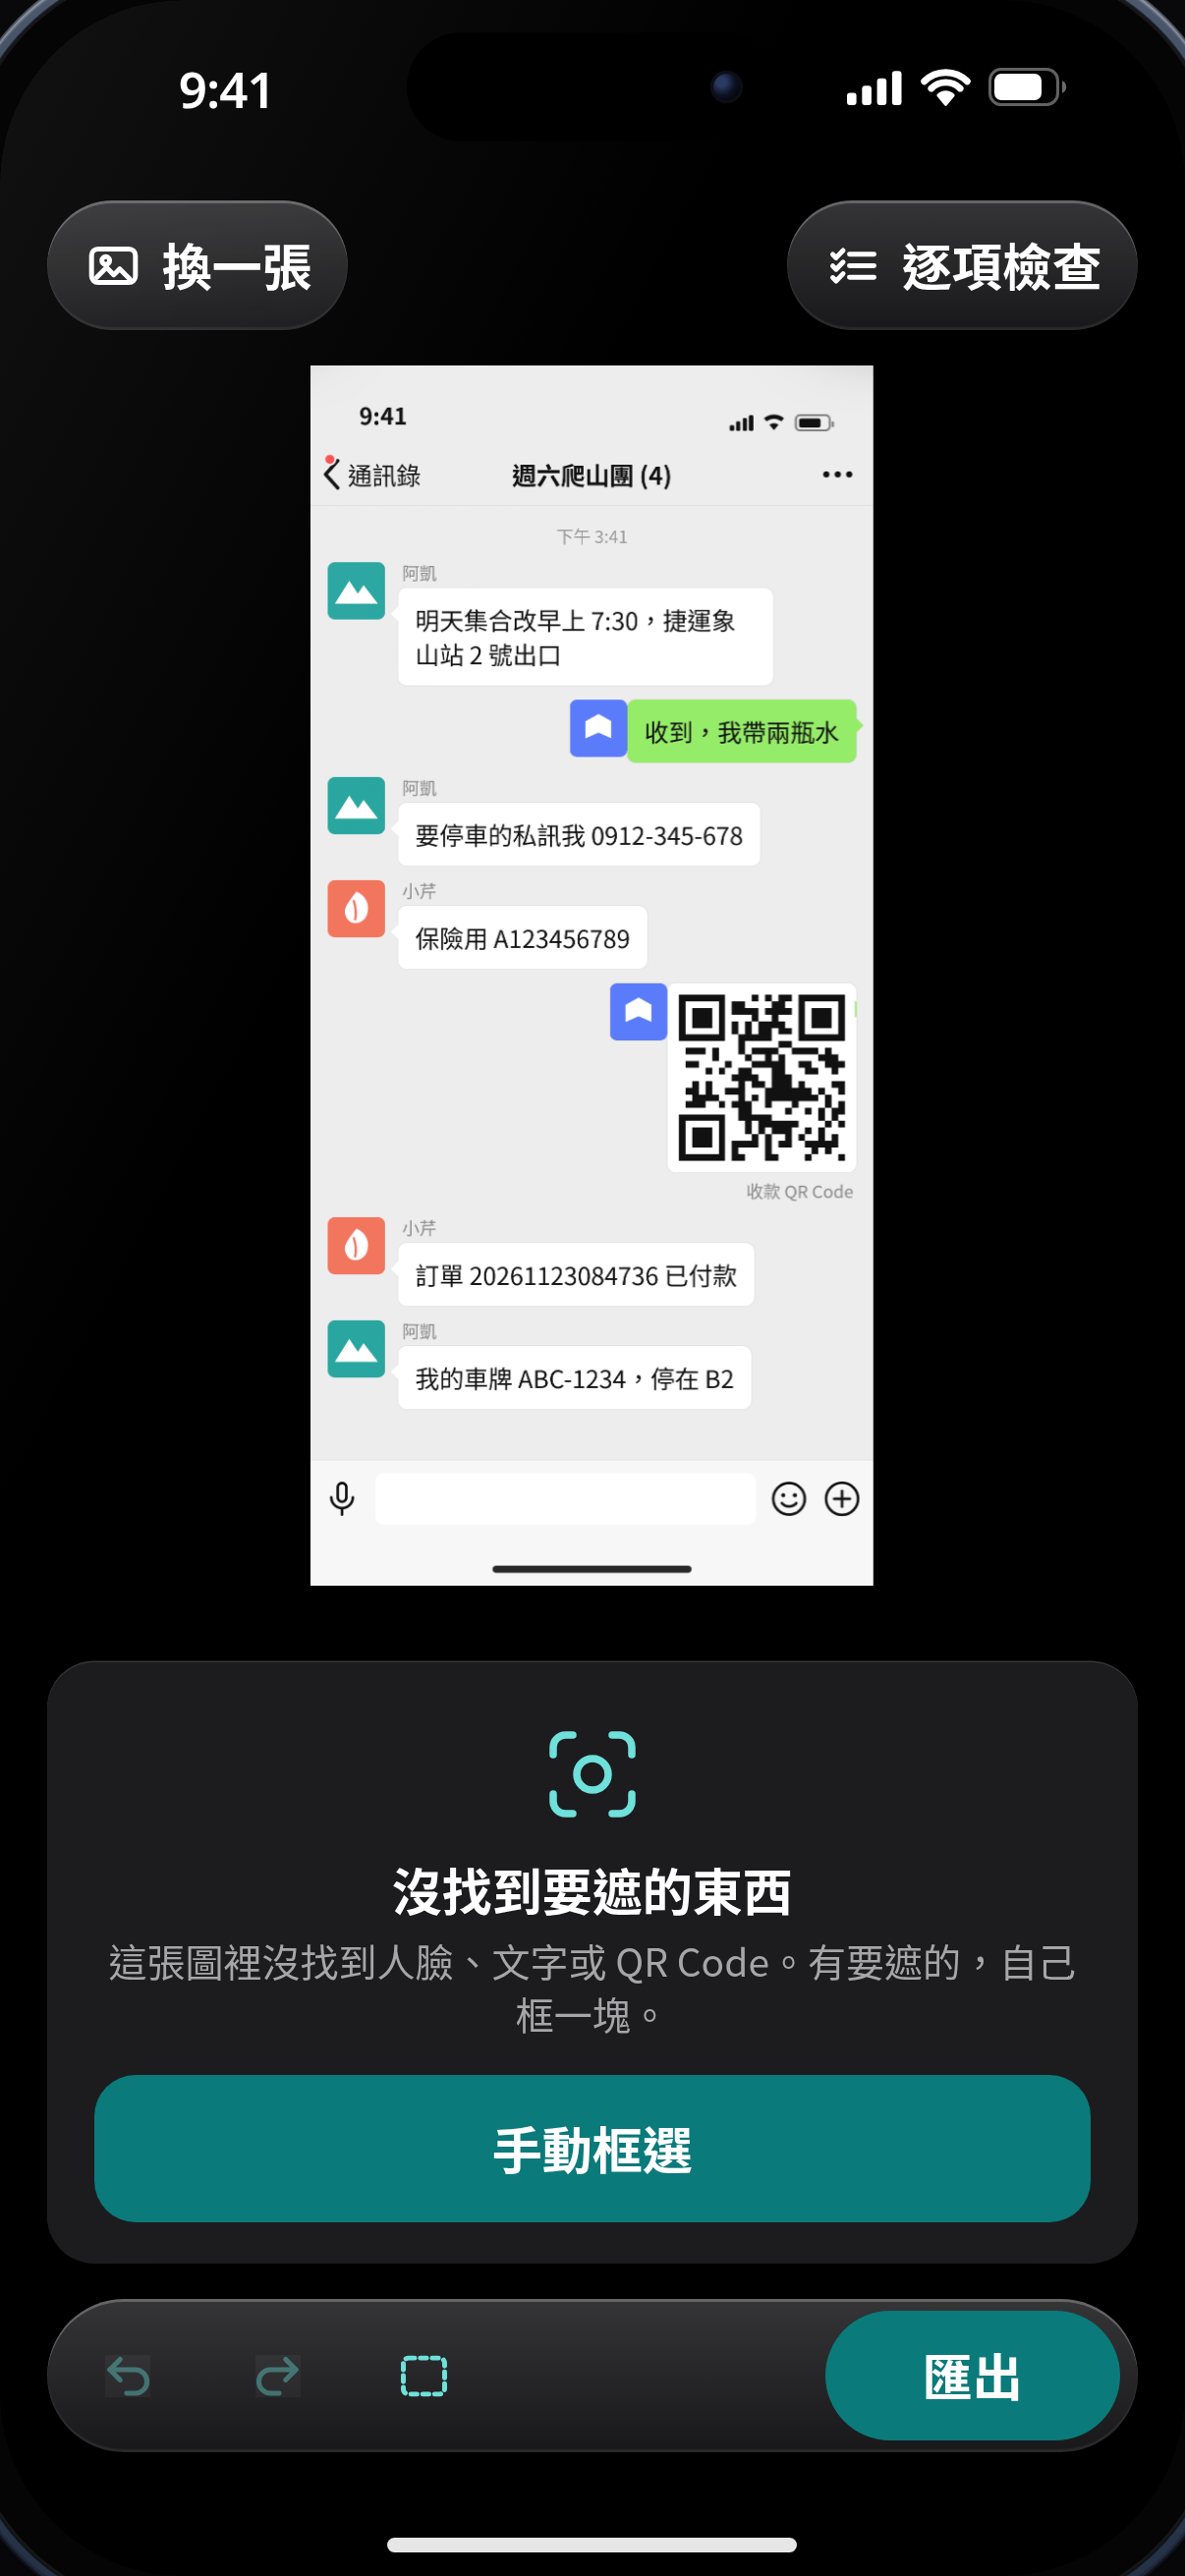 9:41
換一張
逐項檢查
9:41
通訊錄
週六爬山團 (4)
下午 3:41
阿凱
明天集合改早上 7:30，捷運象
山站 2 號出口
收到，我帶兩瓶水
阿凱
要停車的私訊我 0912-345-678
小芹
保險用 A123456789
收款 QR Code
小芹
訂單 20261123084736 已付款
阿凱
我的車牌 ABC-1234，停在 B2
沒找到要遮的東西
這張圖裡沒找到人臉、文字或 QR Code。有要遮的，自己
框一塊。
手動框選
匯出